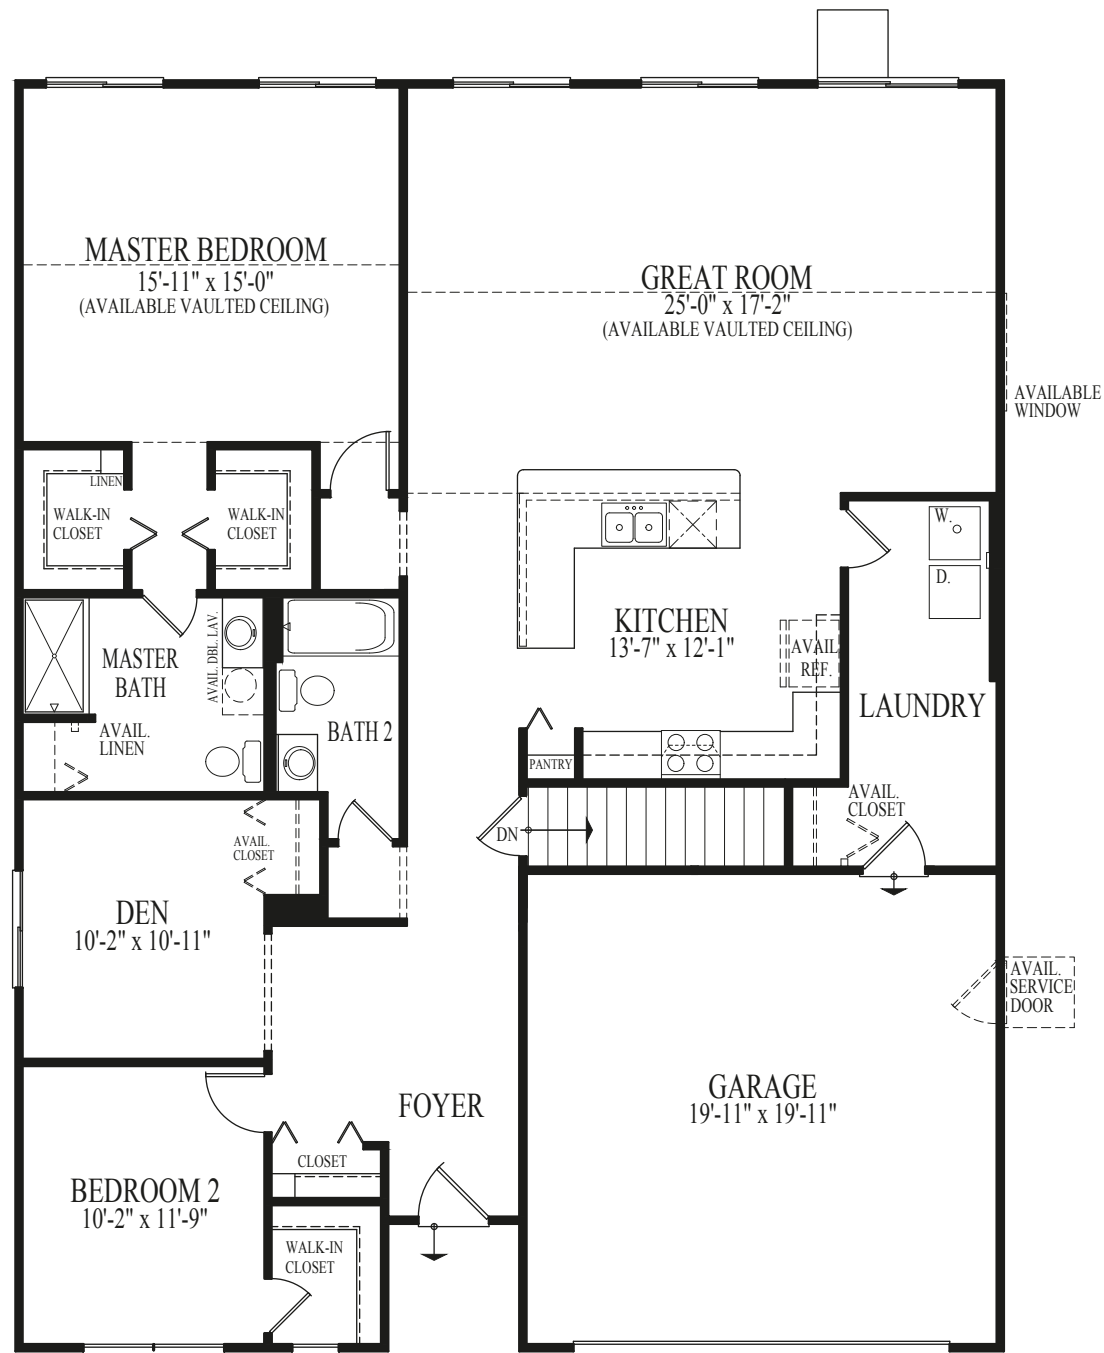 MASTER BEDROOM
15'-11" x 15'-0"
(AVAILABLE VAULTED CEILING)
GREAT ROOM
25'-0" x 17'-2"
(AVAILABLE VAULTED CEILING)
AVAILABLE
WINDOW
LINEN
WALK-IN
CLOSET
WALK-IN
CLOSET
W.
D.
KITCHEN
13'-7" x 12'-1"
AVAIL
REF.
MASTER
BATH
AVAIL. DBL. LAV.
AVAIL.
LINEN
BATH 2
LAUNDRY
PANTRY
AVAIL.
CLOSET
DN
AVAIL.
CLOSET
DEN
10'-2" x 10'-11"
AVAIL.
SERVICE
DOOR
GARAGE
19'-11" x 19'-11"
FOYER
CLOSET
BEDROOM 2
10'-2" x 11'-9"
WALK-IN
CLOSET